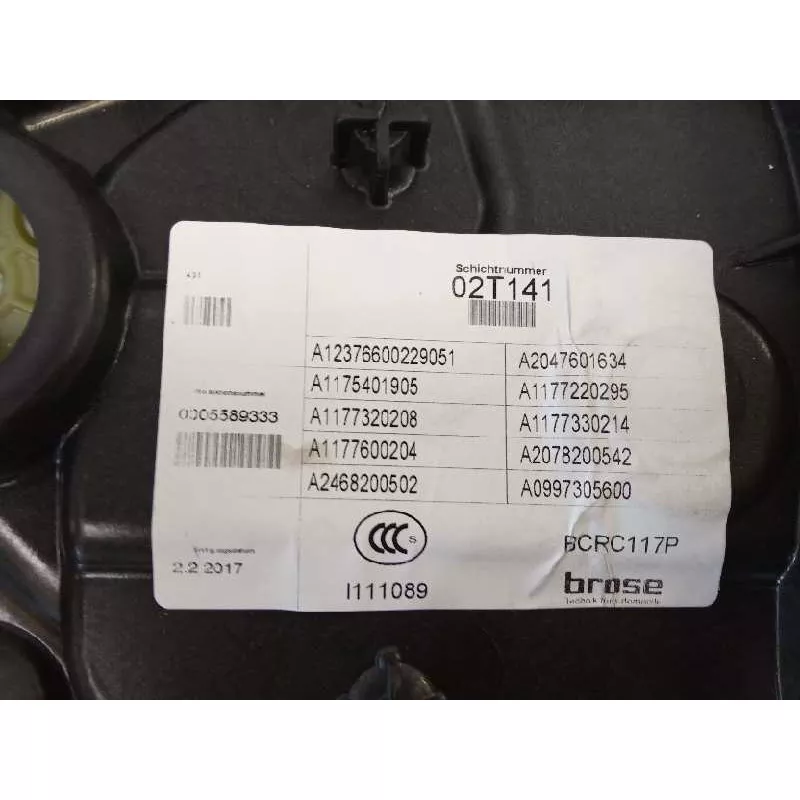 Schichtnummer
02T141
A12376600229051 A2047601634
A1175401905 A1177220295
0005589333
A1177320208 A1177330214
A1177600204 A2078200542
A2468200502 A0997305600
CCC S
BCRC117P
2.2.2017
I111089
brose